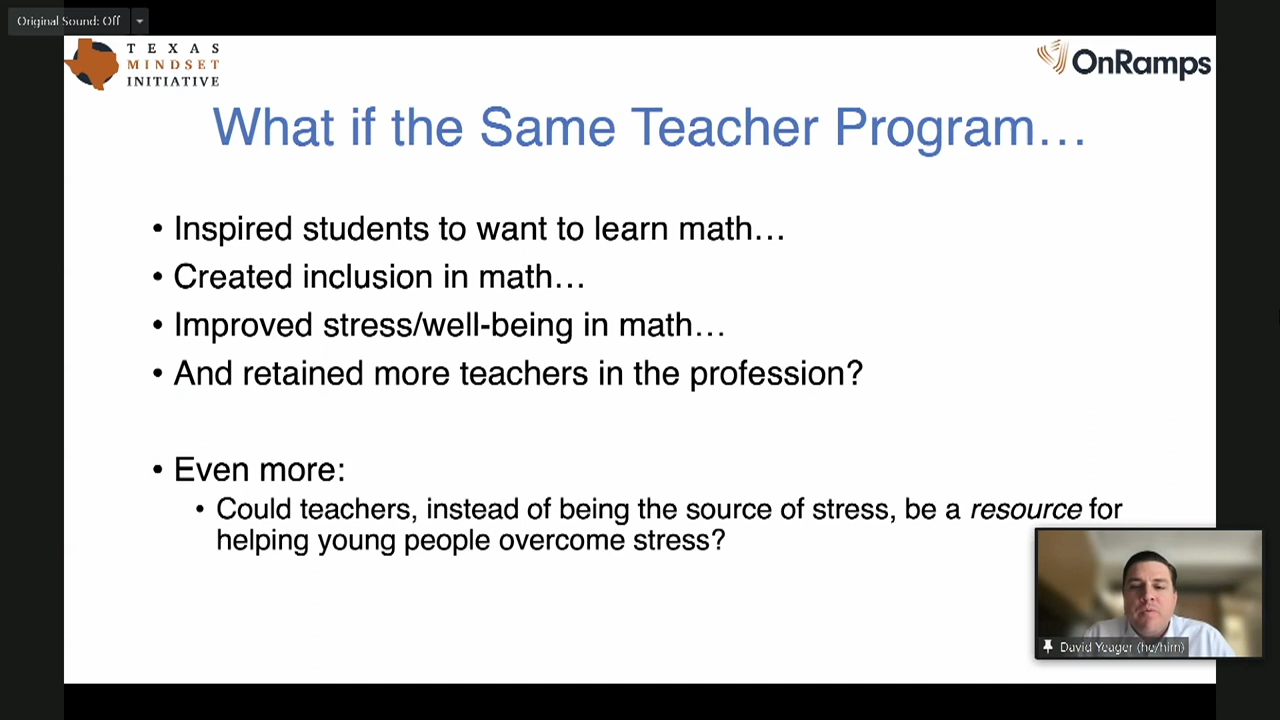 Original Sound: Off
TEXAS
MINDSET
INITIATIVE
OnRamps
What if the Same Teacher Program…
• Inspired students to want to learn math…
• Created inclusion in math…
• Improved stress/well-being in math…
• And retained more teachers in the profession?
• Even more:
• Could teachers, instead of being the source of stress, be a resource for
helping young people overcome stress?
David Yeager (he/him)